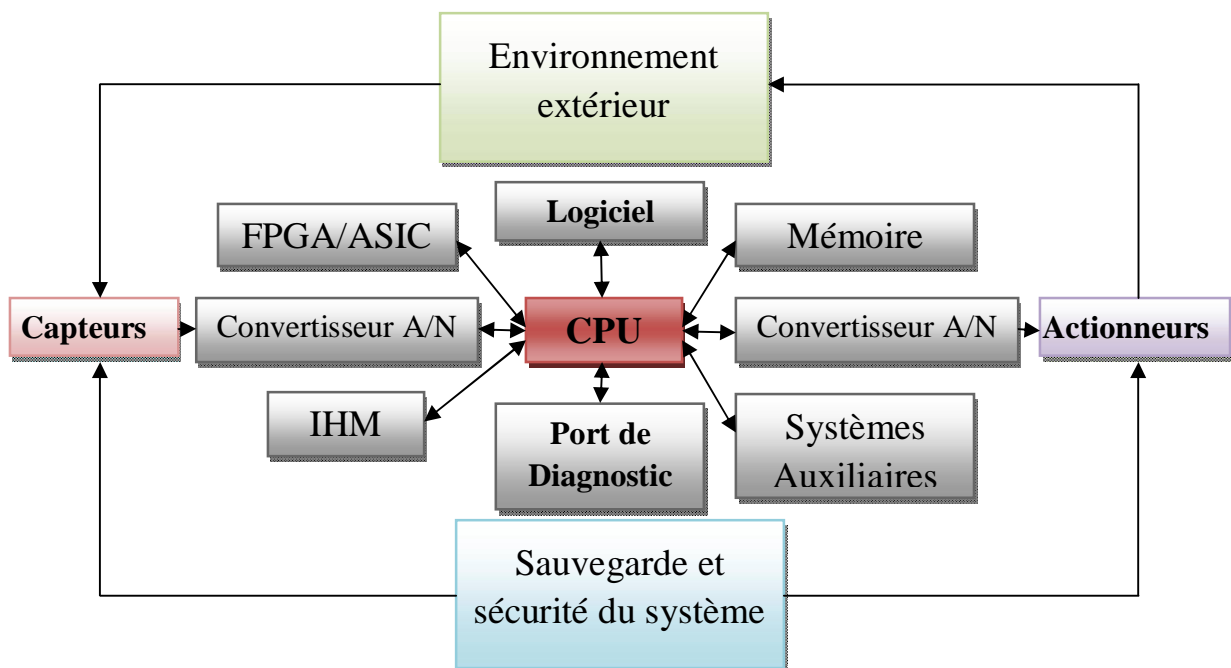 Environnement
extérieur
Logiciel
FPGA/ASIC
Mémoire
Capteurs
Convertisseur A/N
CPU
Convertisseur A/N
Actionneurs
IHM
Port de
Diagnostic
Systèmes
Auxiliaires
Sauvegarde et
sécurité du système